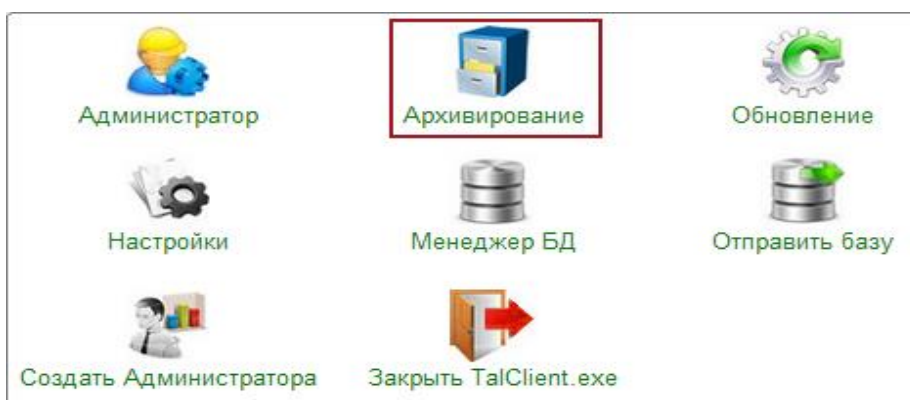 Администратор
Архивирование
Обновление
Настройки
Менеджер БД
Отправить базу
Создать Администратора
Закрыть TalClient.exe